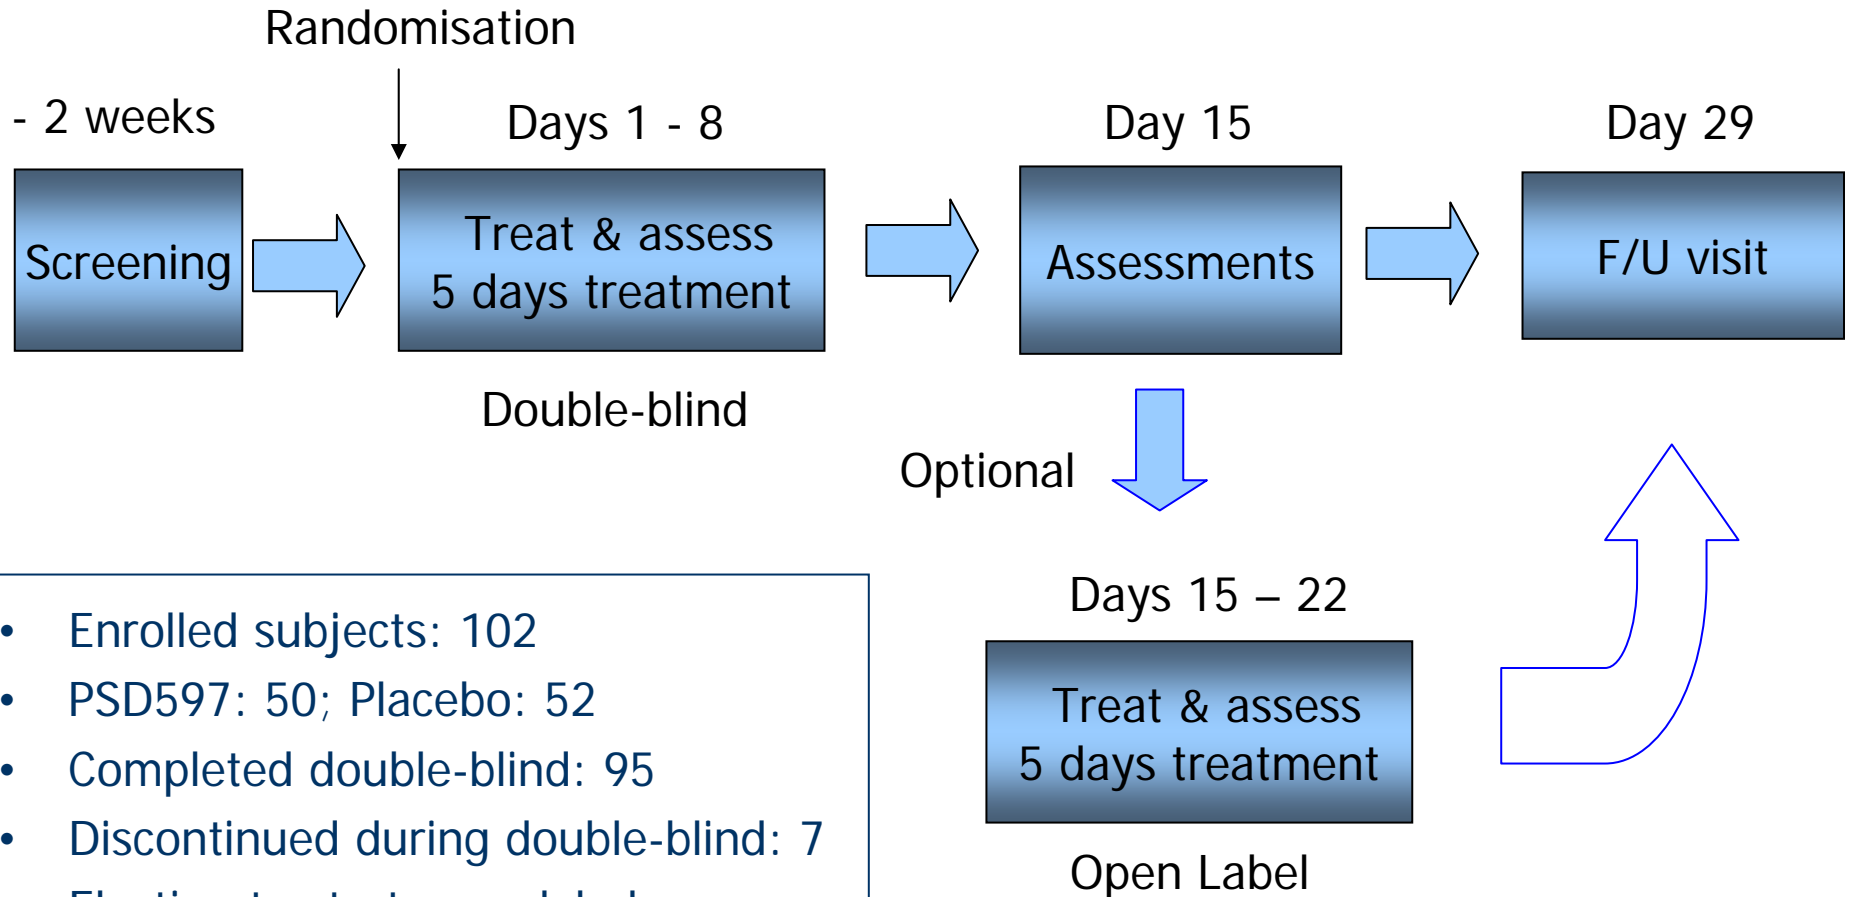 Randomisation
- 2 weeks
Days 1 - 8
Day 15
Day 29
Screening
Treat & assess
5 days treatment
Assessments
F/U visit
Double-blind
Optional
Days 15 – 22
Treat & assess
5 days treatment
Open Label
• Enrolled subjects: 102
• PSD597: 50; Placebo: 52
• Completed double-blind: 95
• Discontinued during double-blind: 7